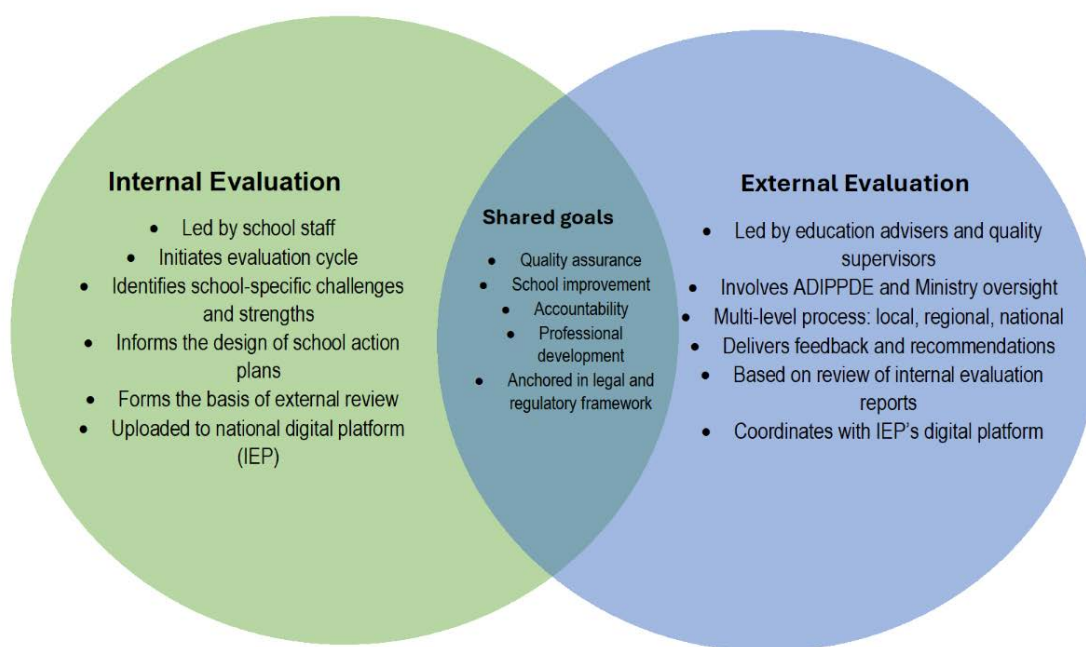 Internal Evaluation
• Led by school staff
• Initiates evaluation cycle
• Identifies school-specific challenges
and strengths
• Informs the design of school action
plans
• Forms the basis of external review
• Uploaded to national digital platform
(IEP)
Shared goals
• Quality assurance
• School improvement
• Accountability
• Professional
development
• Anchored in legal and
regulatory framework
External Evaluation
• Led by education advisers and quality
supervisors
• Involves ADIPPDE and Ministry oversight
• Multi-level process: local, regional, national
• Delivers feedback and recommendations
• Based on review of internal evaluation
reports
• Coordinates with IEP's digital platform